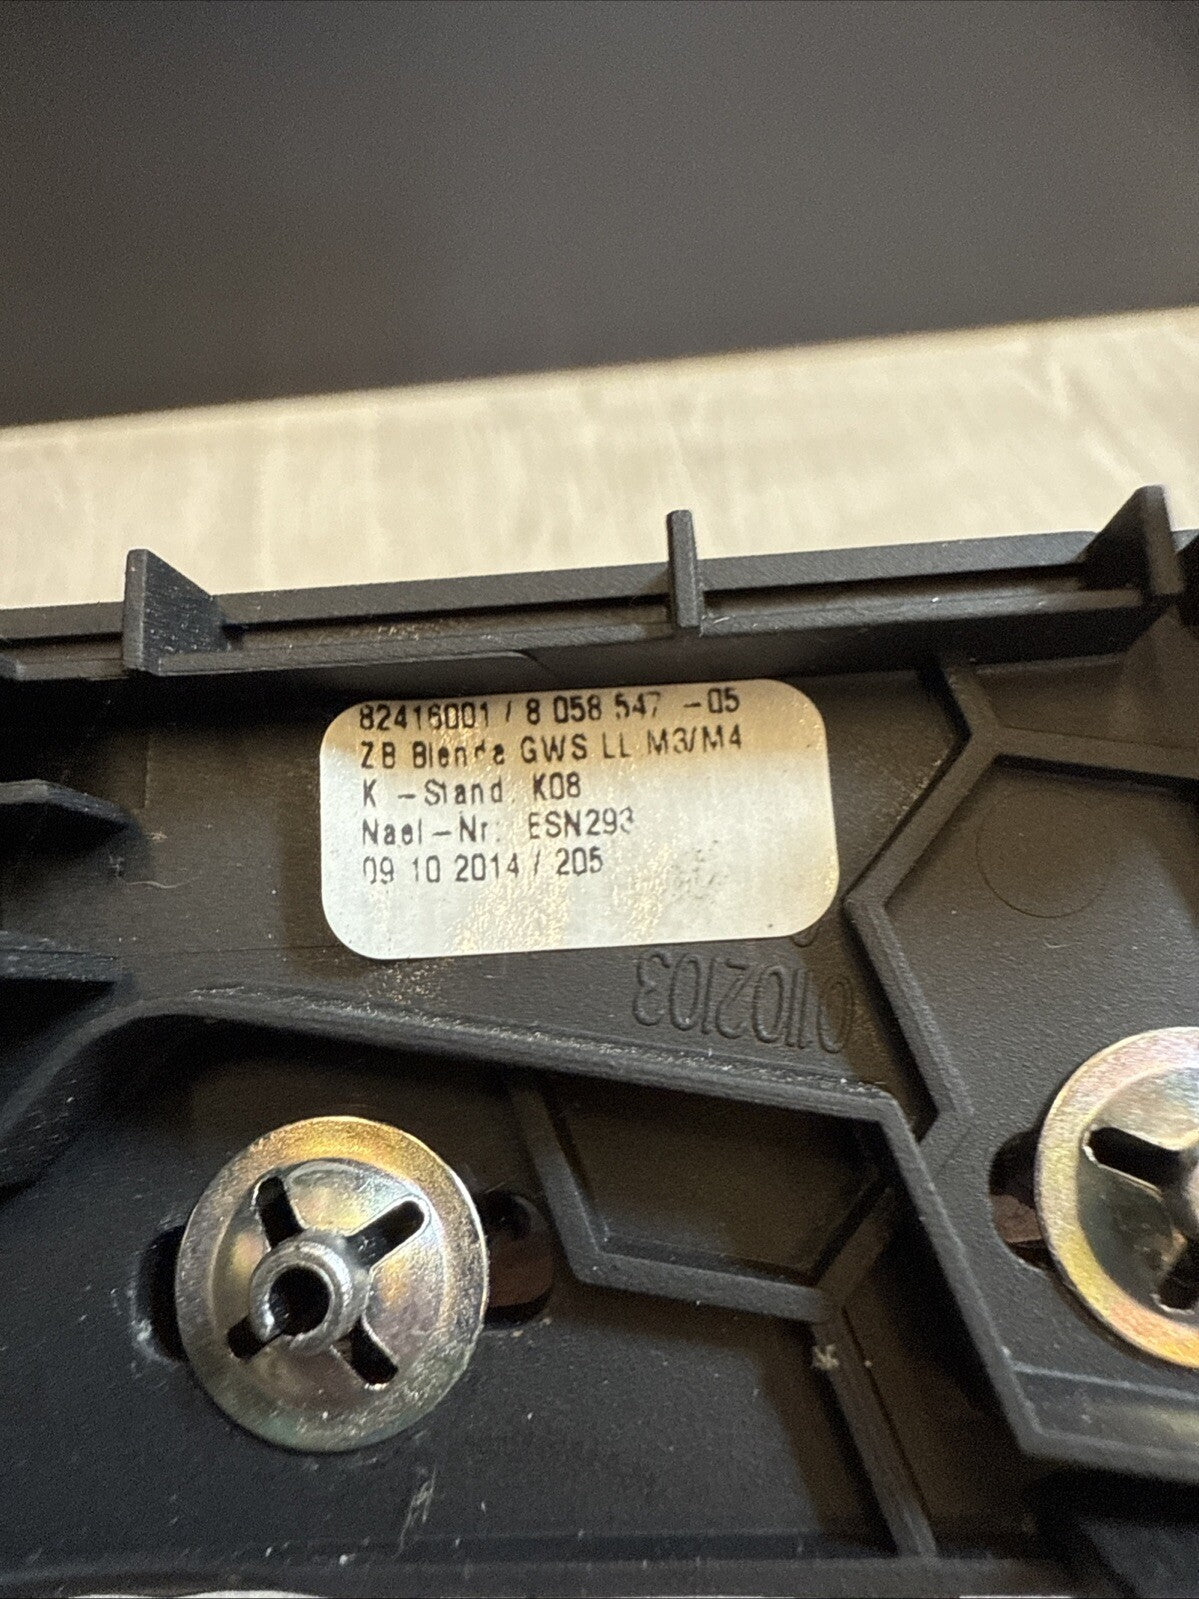 82416001 / 8 058 547 -05
ZB Blende GWS LL M3/M4
K -Stand: K08
Nael-Nr: ESN293
09 10 2014 / 205
01102103